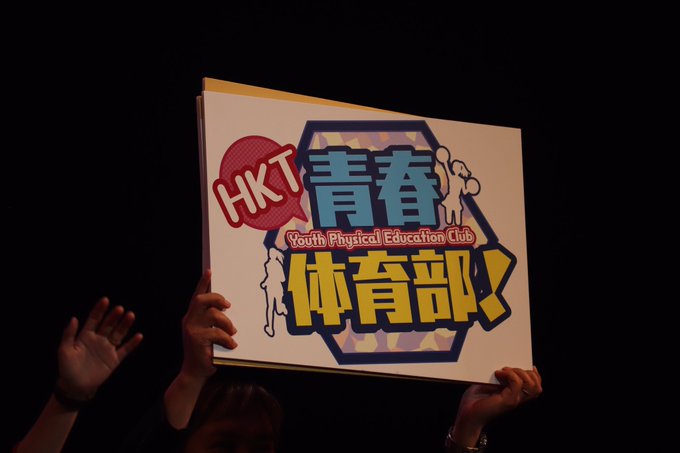 HKT
青春
Youth Physical Education Club
体育部!